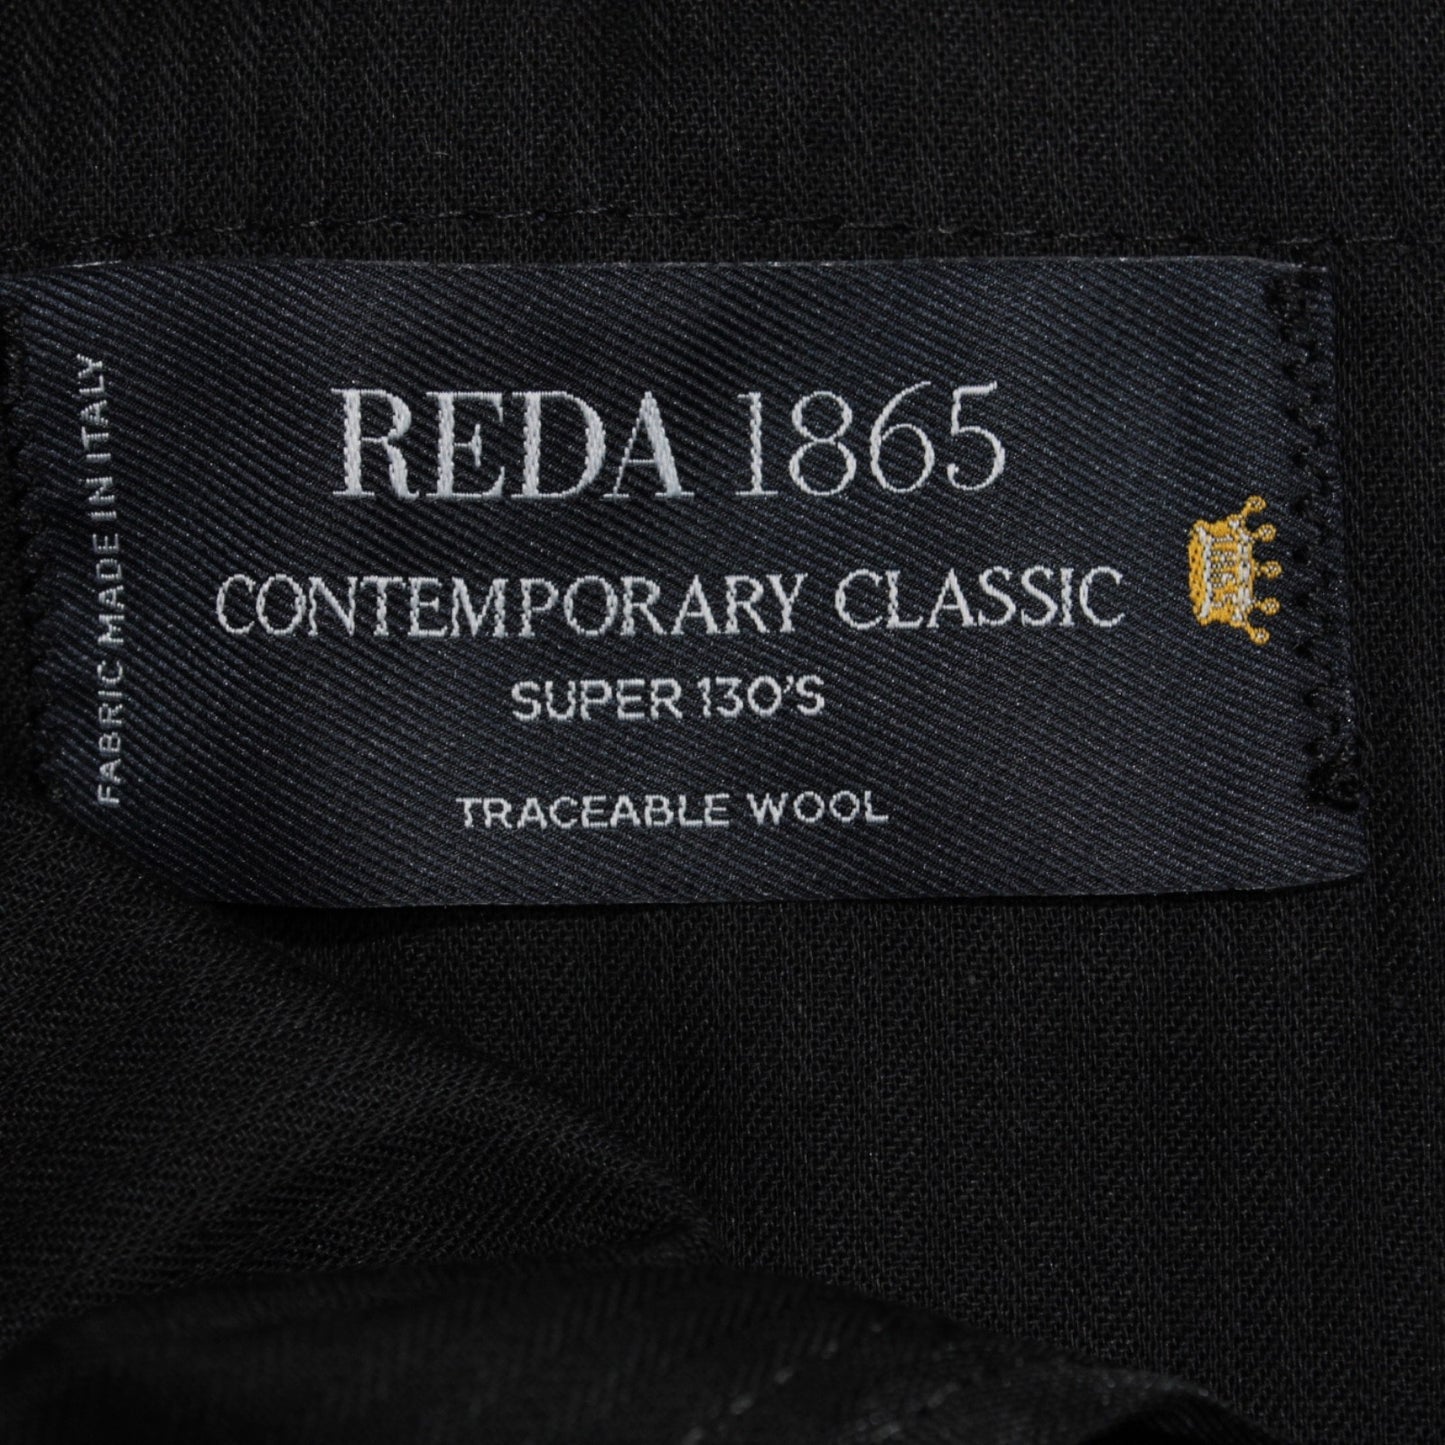 REDA 1865
CONTEMPORARY CLASSIC
SUPER 130'S
TRACEABLE WOOL
FABRIC MADE IN ITALY